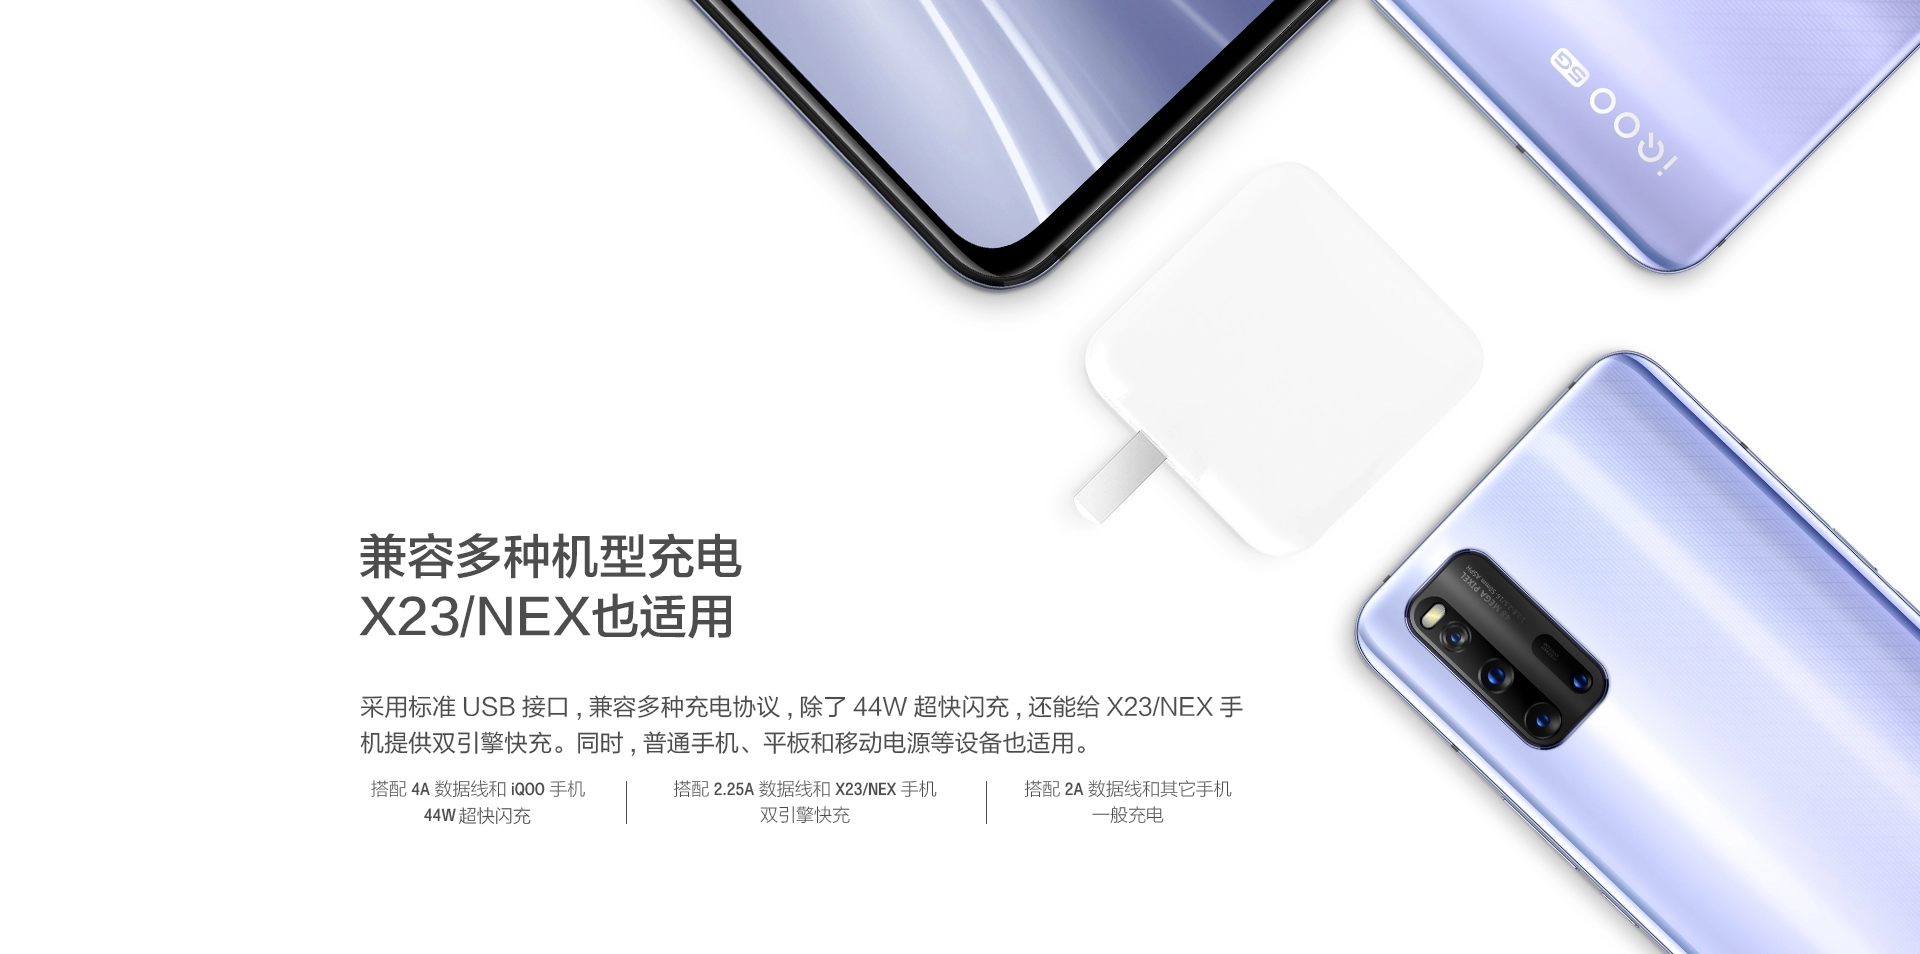 5G iQOO
兼容多种机型充电
X23/NEX也适用
采用标准 USB 接口 , 兼容多种充电协议 , 除了 44W 超快闪充 , 还能给 X23/NEX 手
机提供双引擎快充。同时 , 普通手机、平板和移动电源等设备也适用。
搭配 4A 数据线和 iQOO 手机
44W 超快闪充
搭配 2.25A 数据线和 X23/NEX 手机
双引擎快充
搭配 2A 数据线和其它手机
一般充电
48 MEGA PIXEL